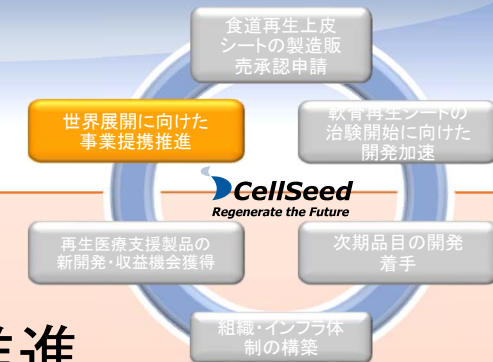 食道再生上皮
シートの製造販
売承認申請
世界展開に向けた
事業提携推進
軟骨再生シートの
治験開始に向けた
開発加速
CellSeed
Regenerate the Future
再生医療支援製品の
新開発・収益機会獲得
次期品目の開発
着手
組織・インフラ体
制の構築
推進